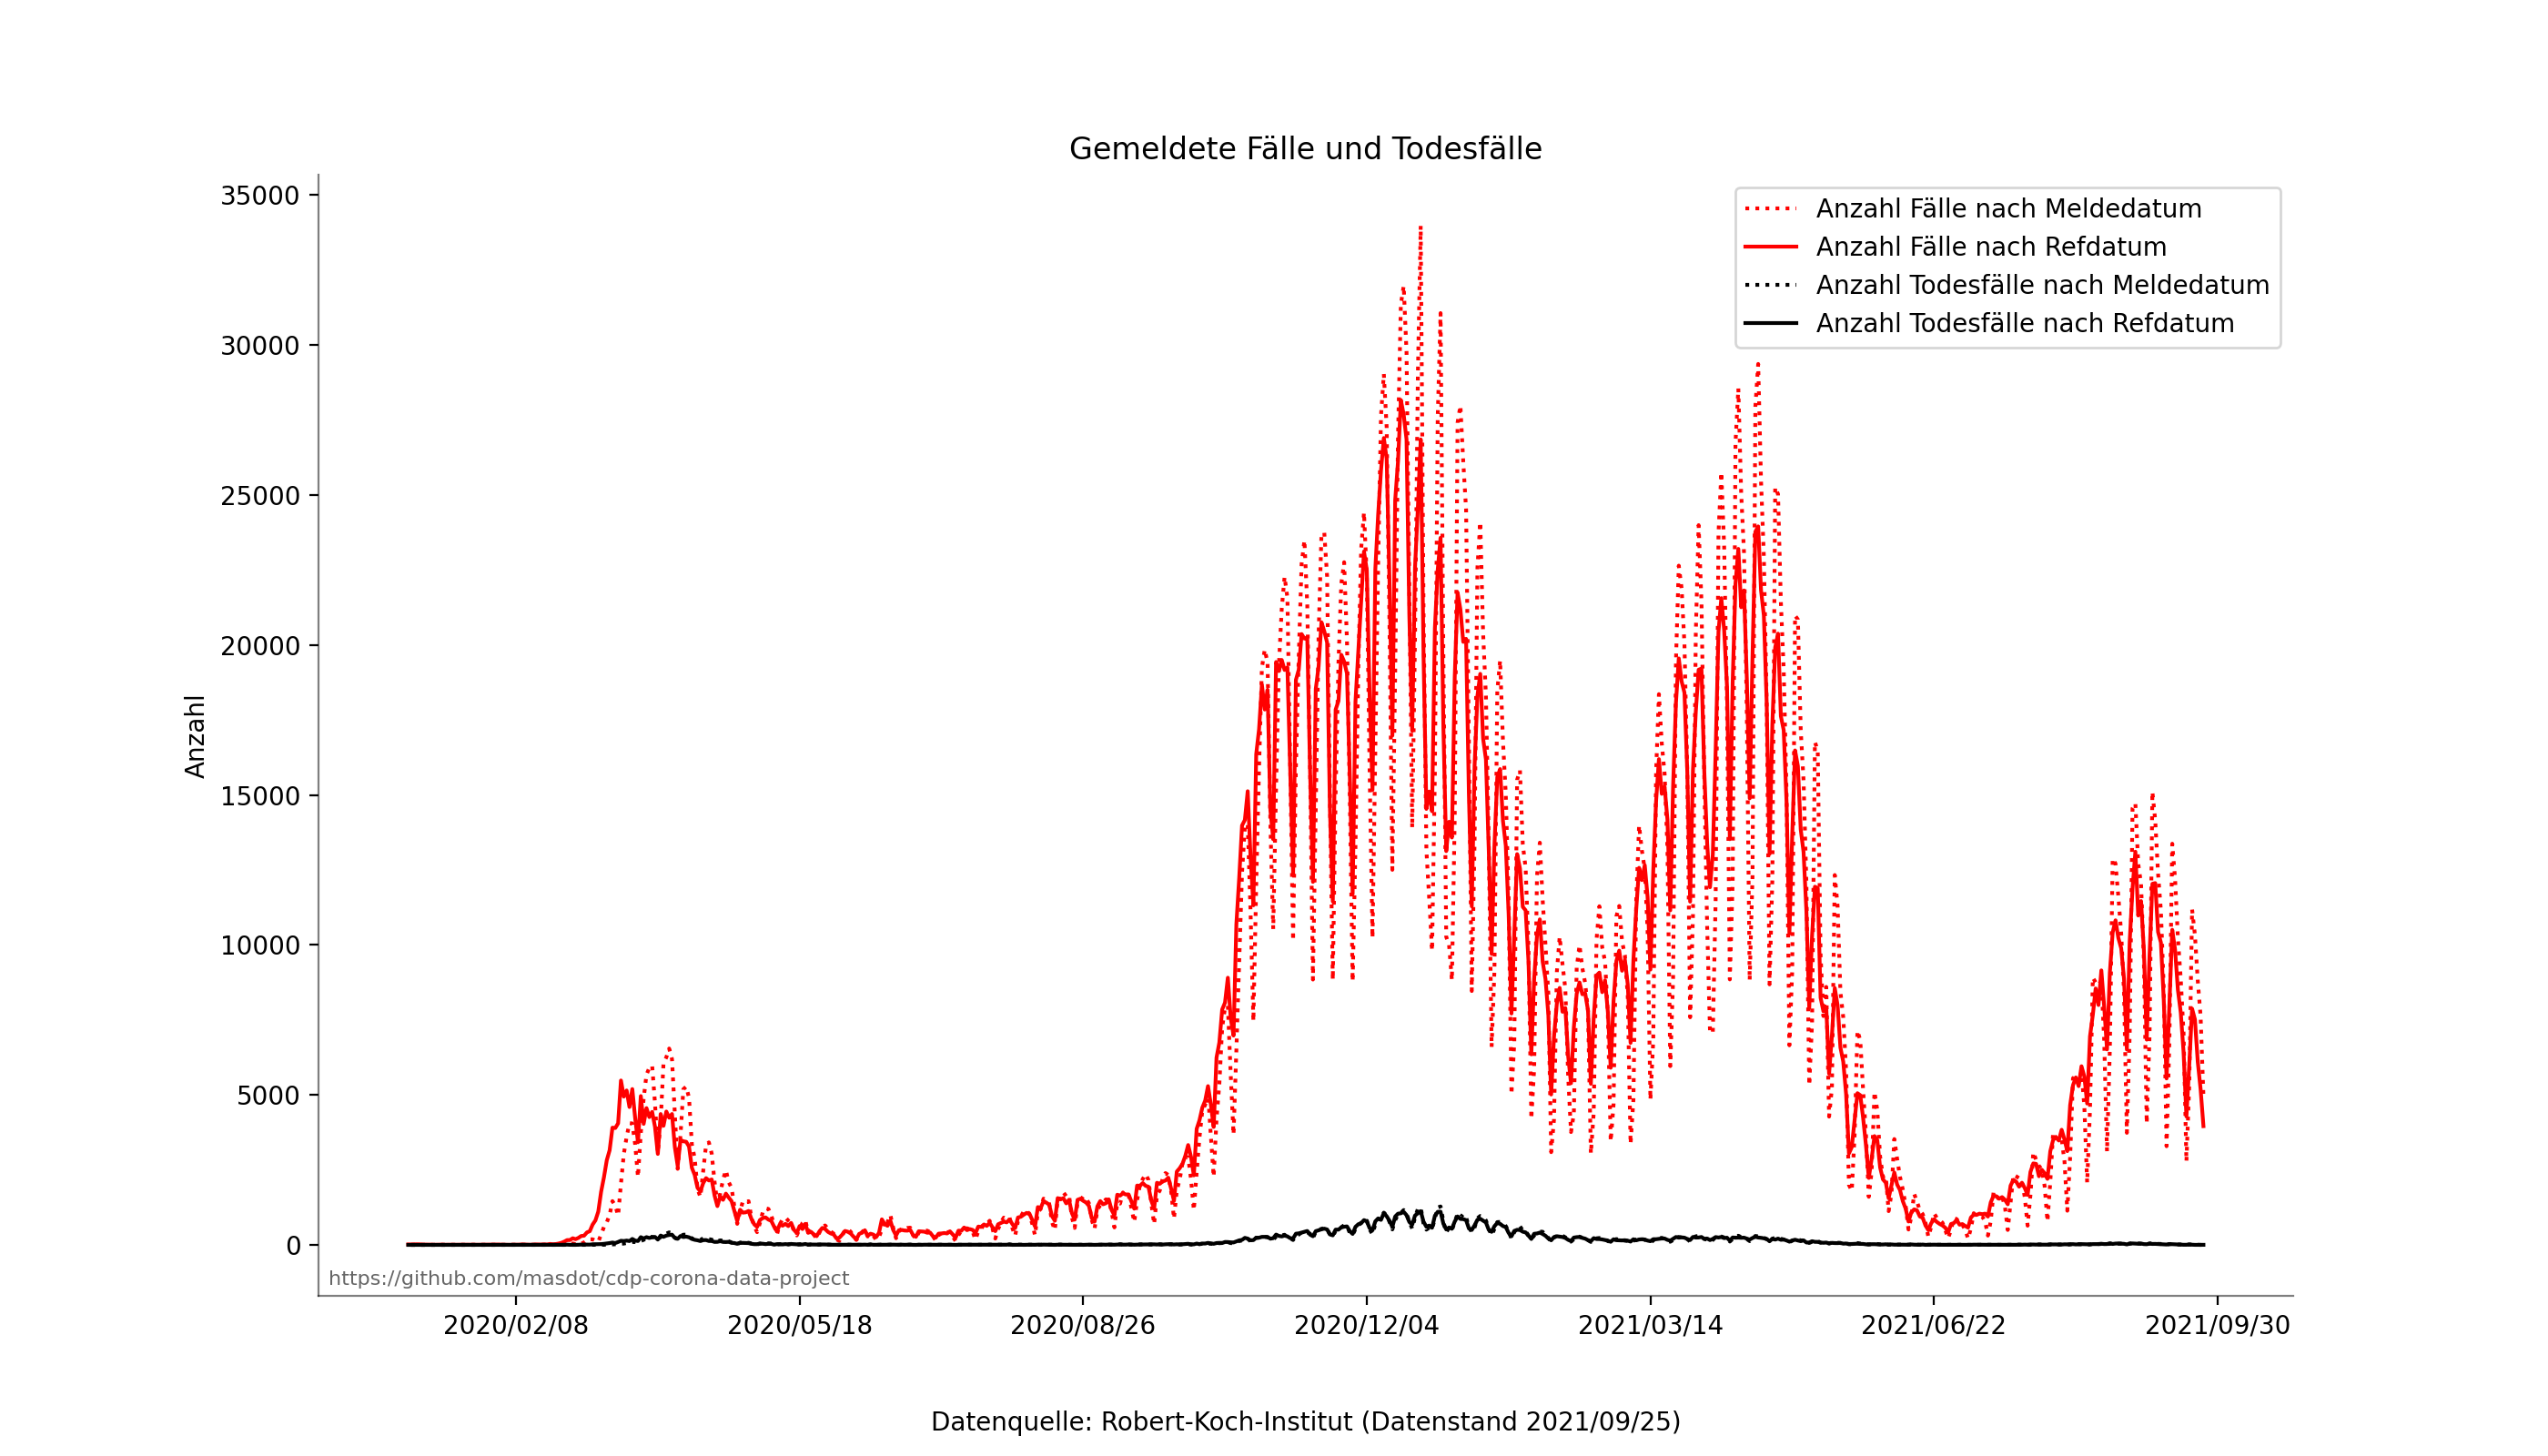 Gemeldete Fälle und Todesfälle
35000
30000
25000
20000
15000
10000
5000
0
Anzahl
Anzahl Fälle nach Meldedatum
Anzahl Fälle nach Refdatum
Anzahl Todesfälle nach Meldedatum
Anzahl Todesfälle nach Refdatum
https://github.com/masdot/cdp-corona-data-project
2020/02/08 2020/05/18 2020/08/26 2020/12/04 2021/03/14 2021/06/22 2021/09/30
Datenquelle: Robert-Koch-Institut (Datenstand 2021/09/25)